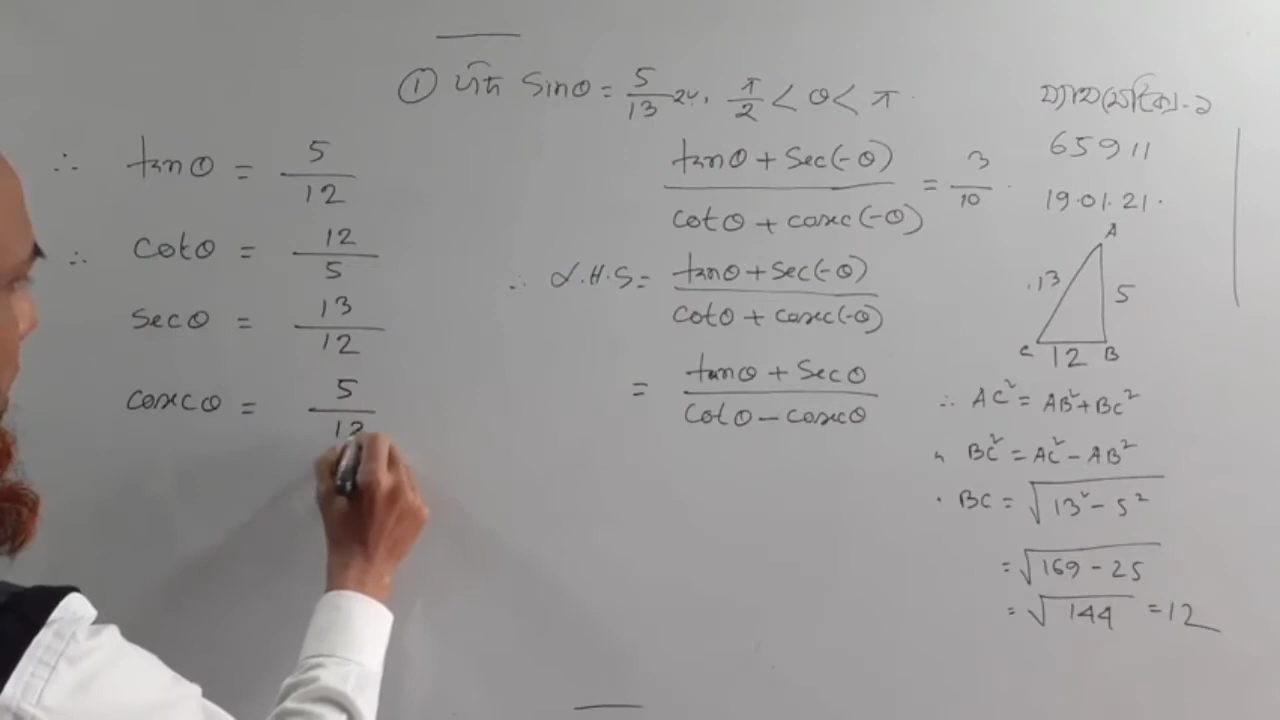 ① যদি Sinθ = 5/13 হয়, π/2 < θ < π
(tanθ + Sec(-θ)) / (cotθ + cosec(-θ)) = 3/10
∴ L.H.S = (tanθ + Sec(-θ)) / (cotθ + cosec(-θ))
= (tanθ + Secθ) / (cotθ - cosecθ)
∴ tanθ = 5/12
∴ cotθ = 12/5
secθ = 13/12
cosecθ = 5/12
ম্যাথমেটিক্স-১
65911
19.01.21.
A
13
5
C 12 B
∴ AC² = AB² + BC²
BC² = AC² - AB²
BC = √(13² - 5²)
= √(169 - 25)
= √144 = 12